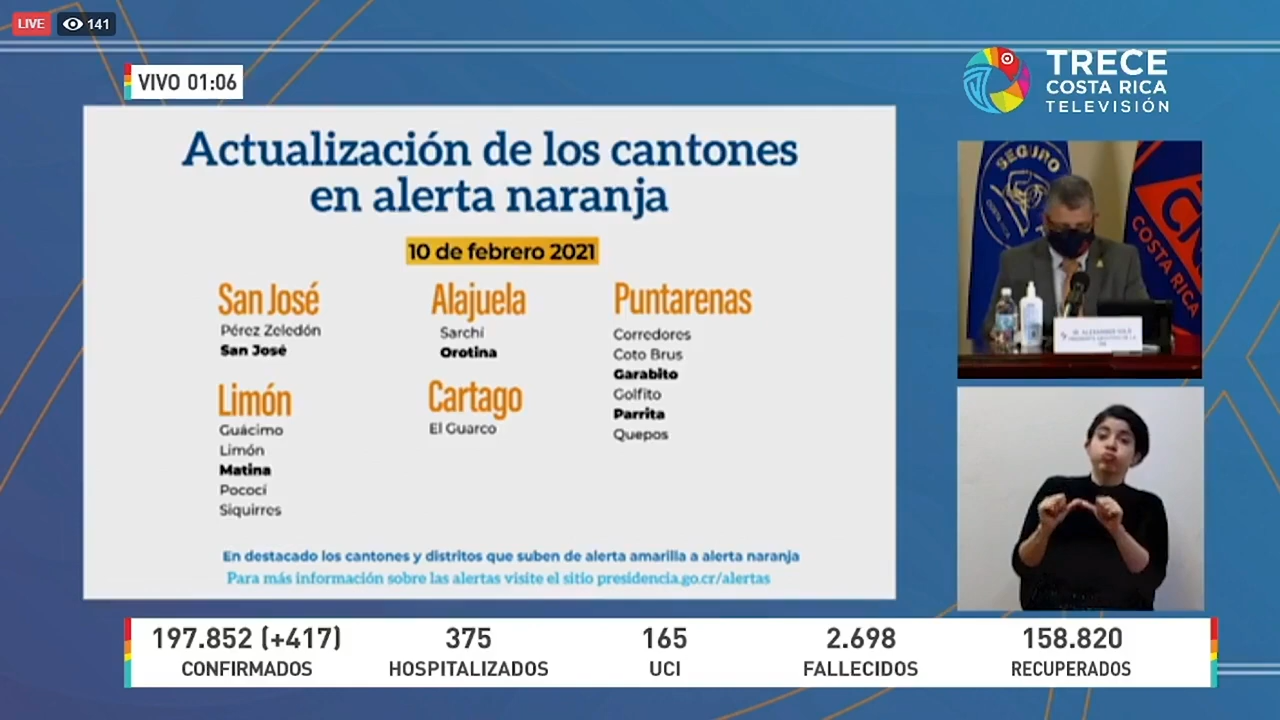 LIVE 141
VIVO 01:06
TRECE
COSTA RICA
TELEVISIÓN
Actualización de los cantones
en alerta naranja
10 de febrero 2021
San José
Pérez Zeledón
San José
Limón
Guácimo
Limón
Matina
Pococí
Siquirres
Alajuela
Sarchí
Orotina
Cartago
El Guarco
Puntarenas
Corredores
Coto Brus
Garabito
Golfito
Parrita
Quepos
En destacado los cantones y distritos que suben de alerta amarilla a alerta naranja
Para más información sobre las alertas visite el sitio presidencia.go.cr/alertas
SEGURO
COSTA RICA
197.852 (+417)
CONFIRMADOS
375
HOSPITALIZADOS
165
UCI
2.698
FALLECIDOS
158.820
RECUPERADOS